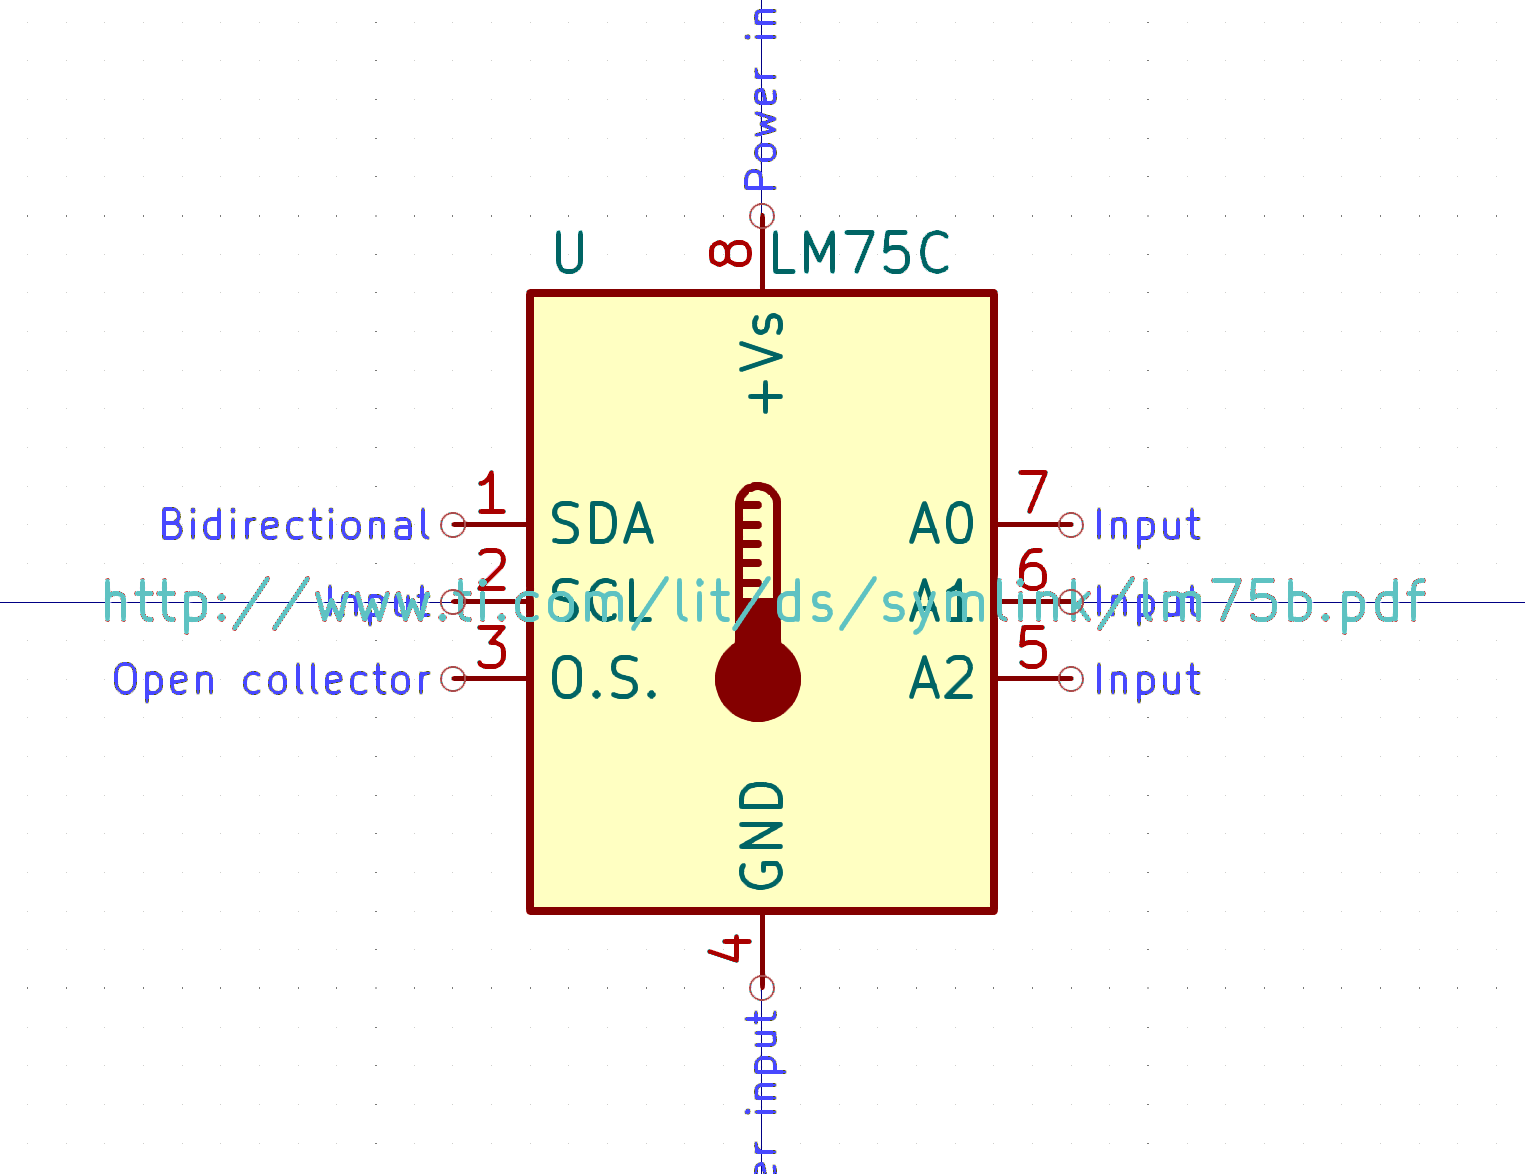 Power in
U
8
LM75C
+Vs
1
7
Bidirectional
SDA
A0
Input
2
6
Input
SCL
A1
Input
http://www.ti.com/lit/ds/symlink/lm75b.pdf
3
5
Open collector
O.S.
A2
Input
GND
4
er input